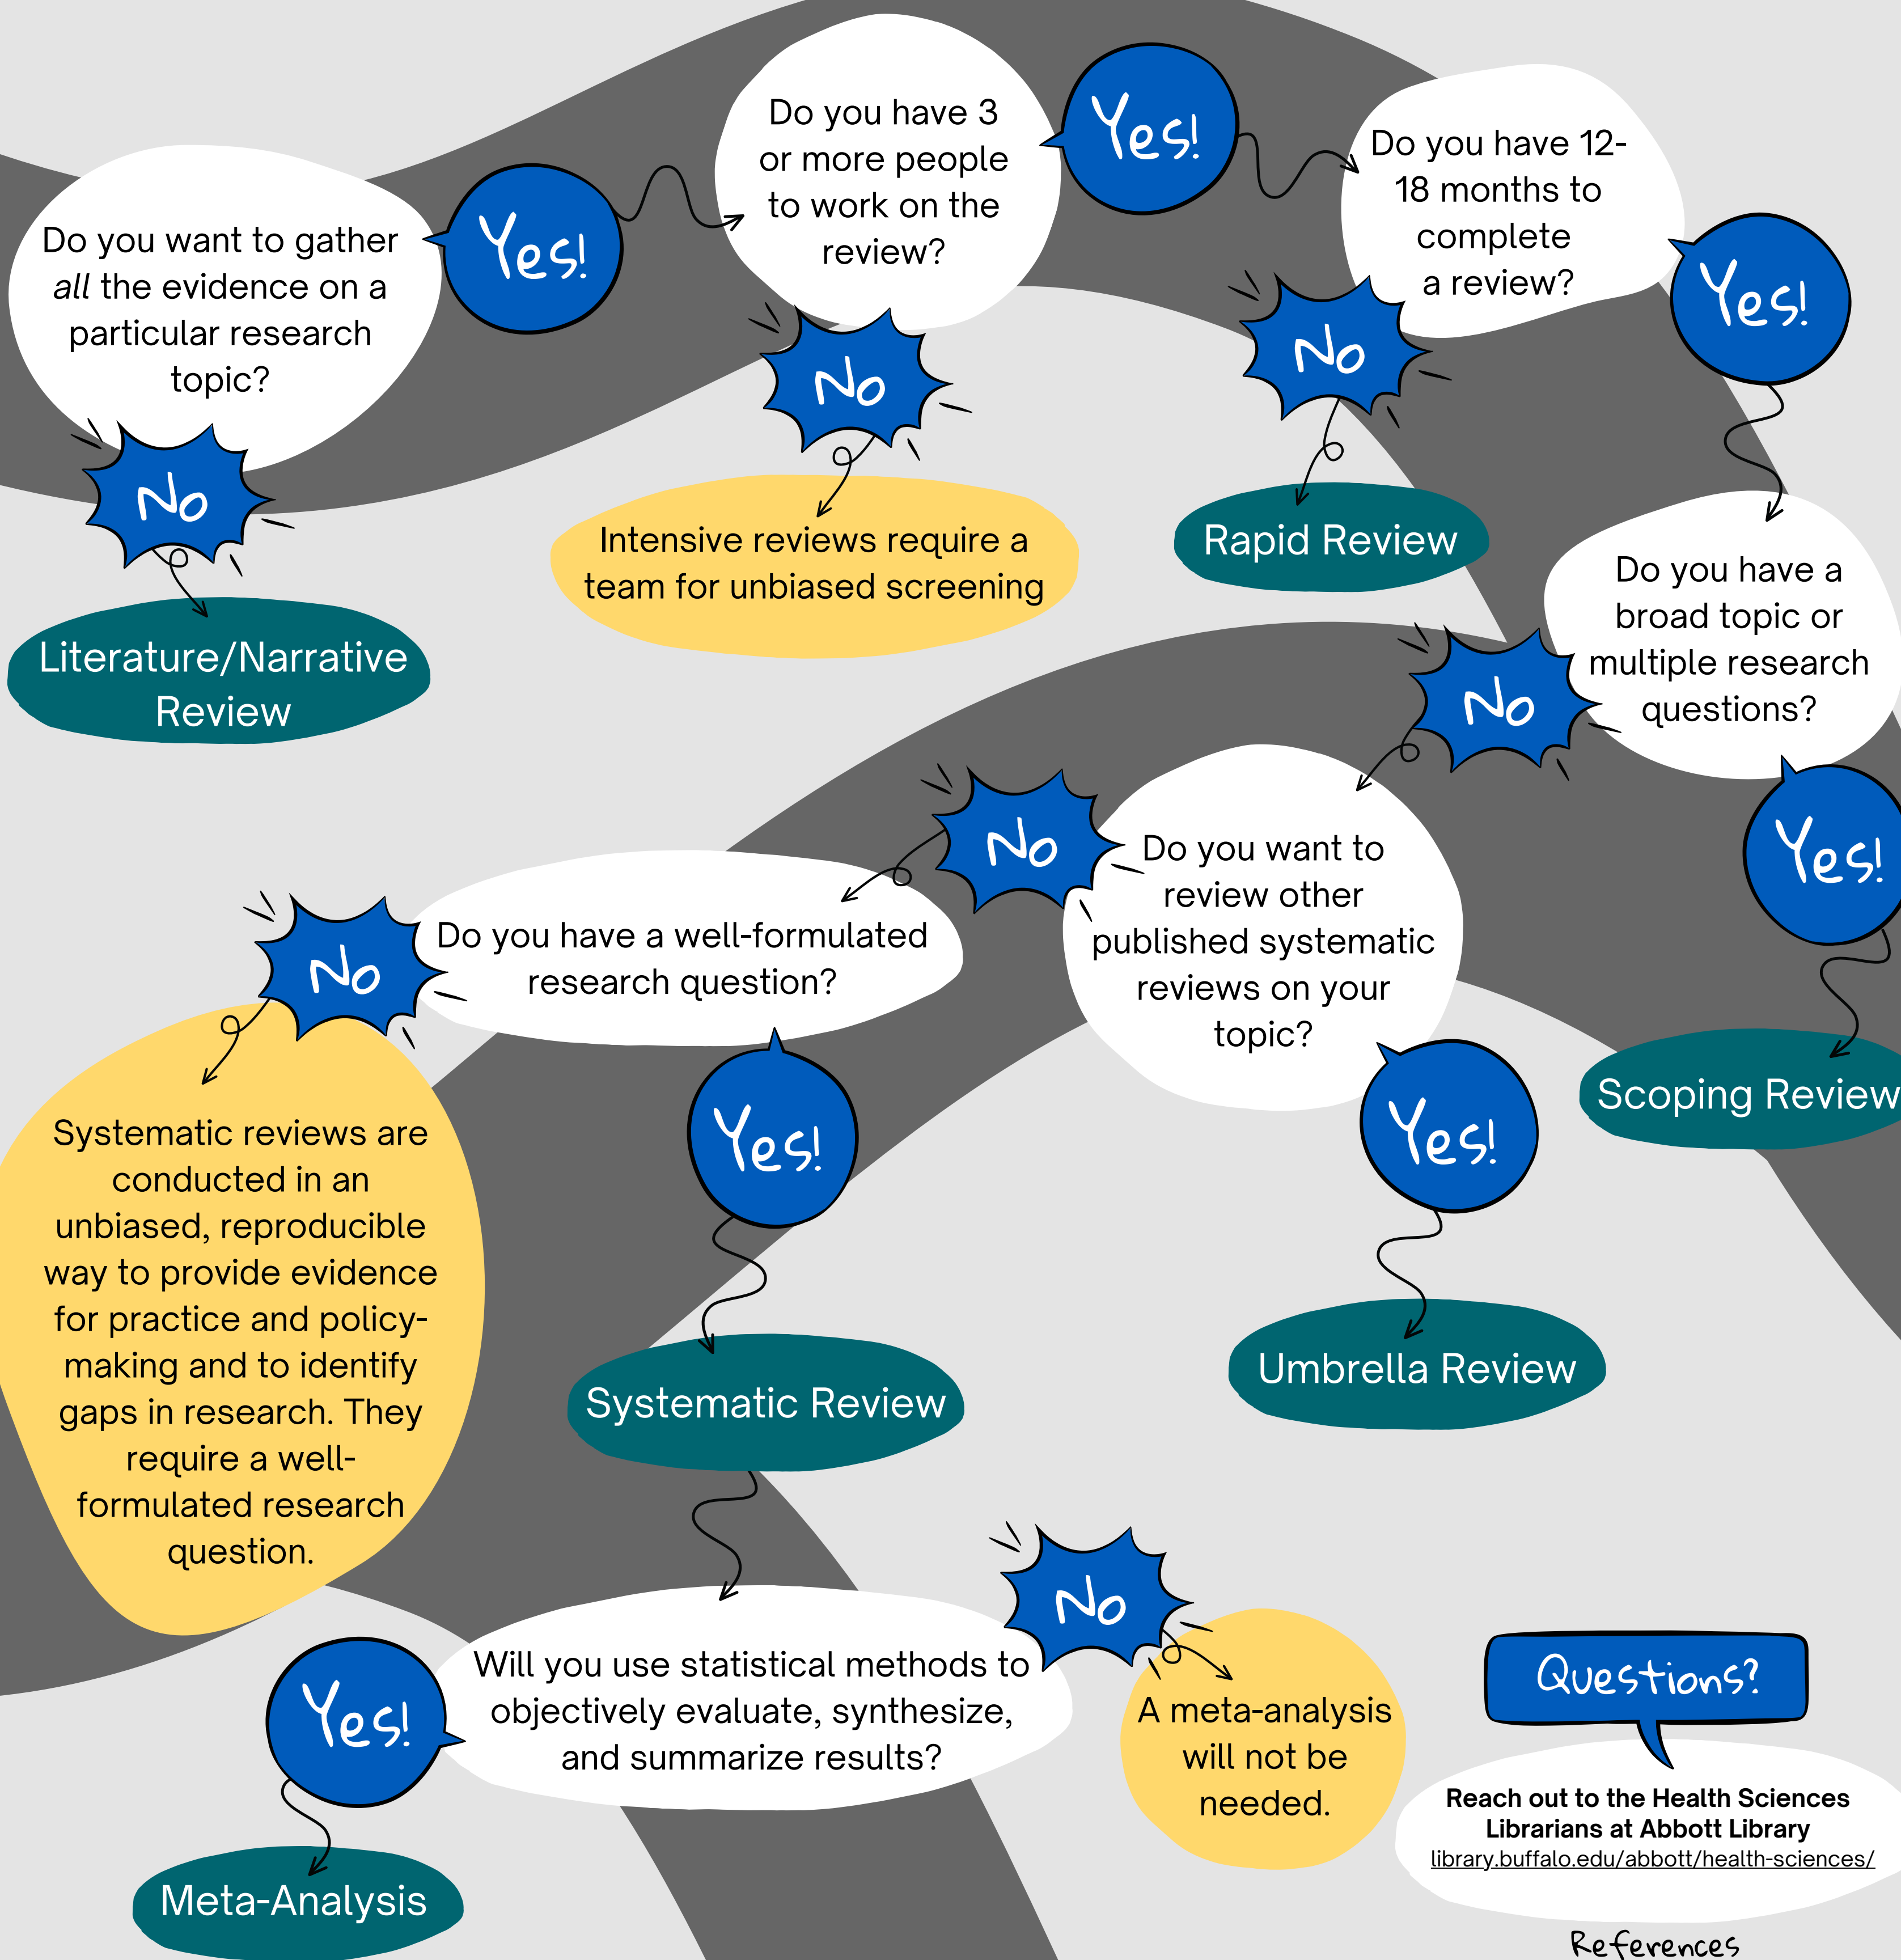 Do you want to gather
all the evidence on a
particular research
topic?
Yes!
No
Literature/Narrative
Review
Do you have 3
or more people
to work on the
review?
Yes!
No
Intensive reviews require a
team for unbiased screening
Do you have 12-
18 months to
complete
a review?
Yes!
No
Rapid Review
Do you have a
broad topic or
multiple research
questions?
No
Yes!
Scoping Review
Do you want to
review other
published systematic
reviews on your
topic?
No
Yes!
Umbrella Review
Do you have a well-formulated
research question?
No
Systematic reviews are
conducted in an
unbiased, reproducible
way to provide evidence
for practice and policy-
making and to identify
gaps in research. They
require a well-
formulated research
question.
Yes!
Systematic Review
Will you use statistical methods to
objectively evaluate, synthesize,
and summarize results?
No
A meta-analysis
will not be
needed.
Yes!
Meta-Analysis
Questions?
Reach out to the Health Sciences
Librarians at Abbott Library
library.buffalo.edu/abbott/health-sciences/
References